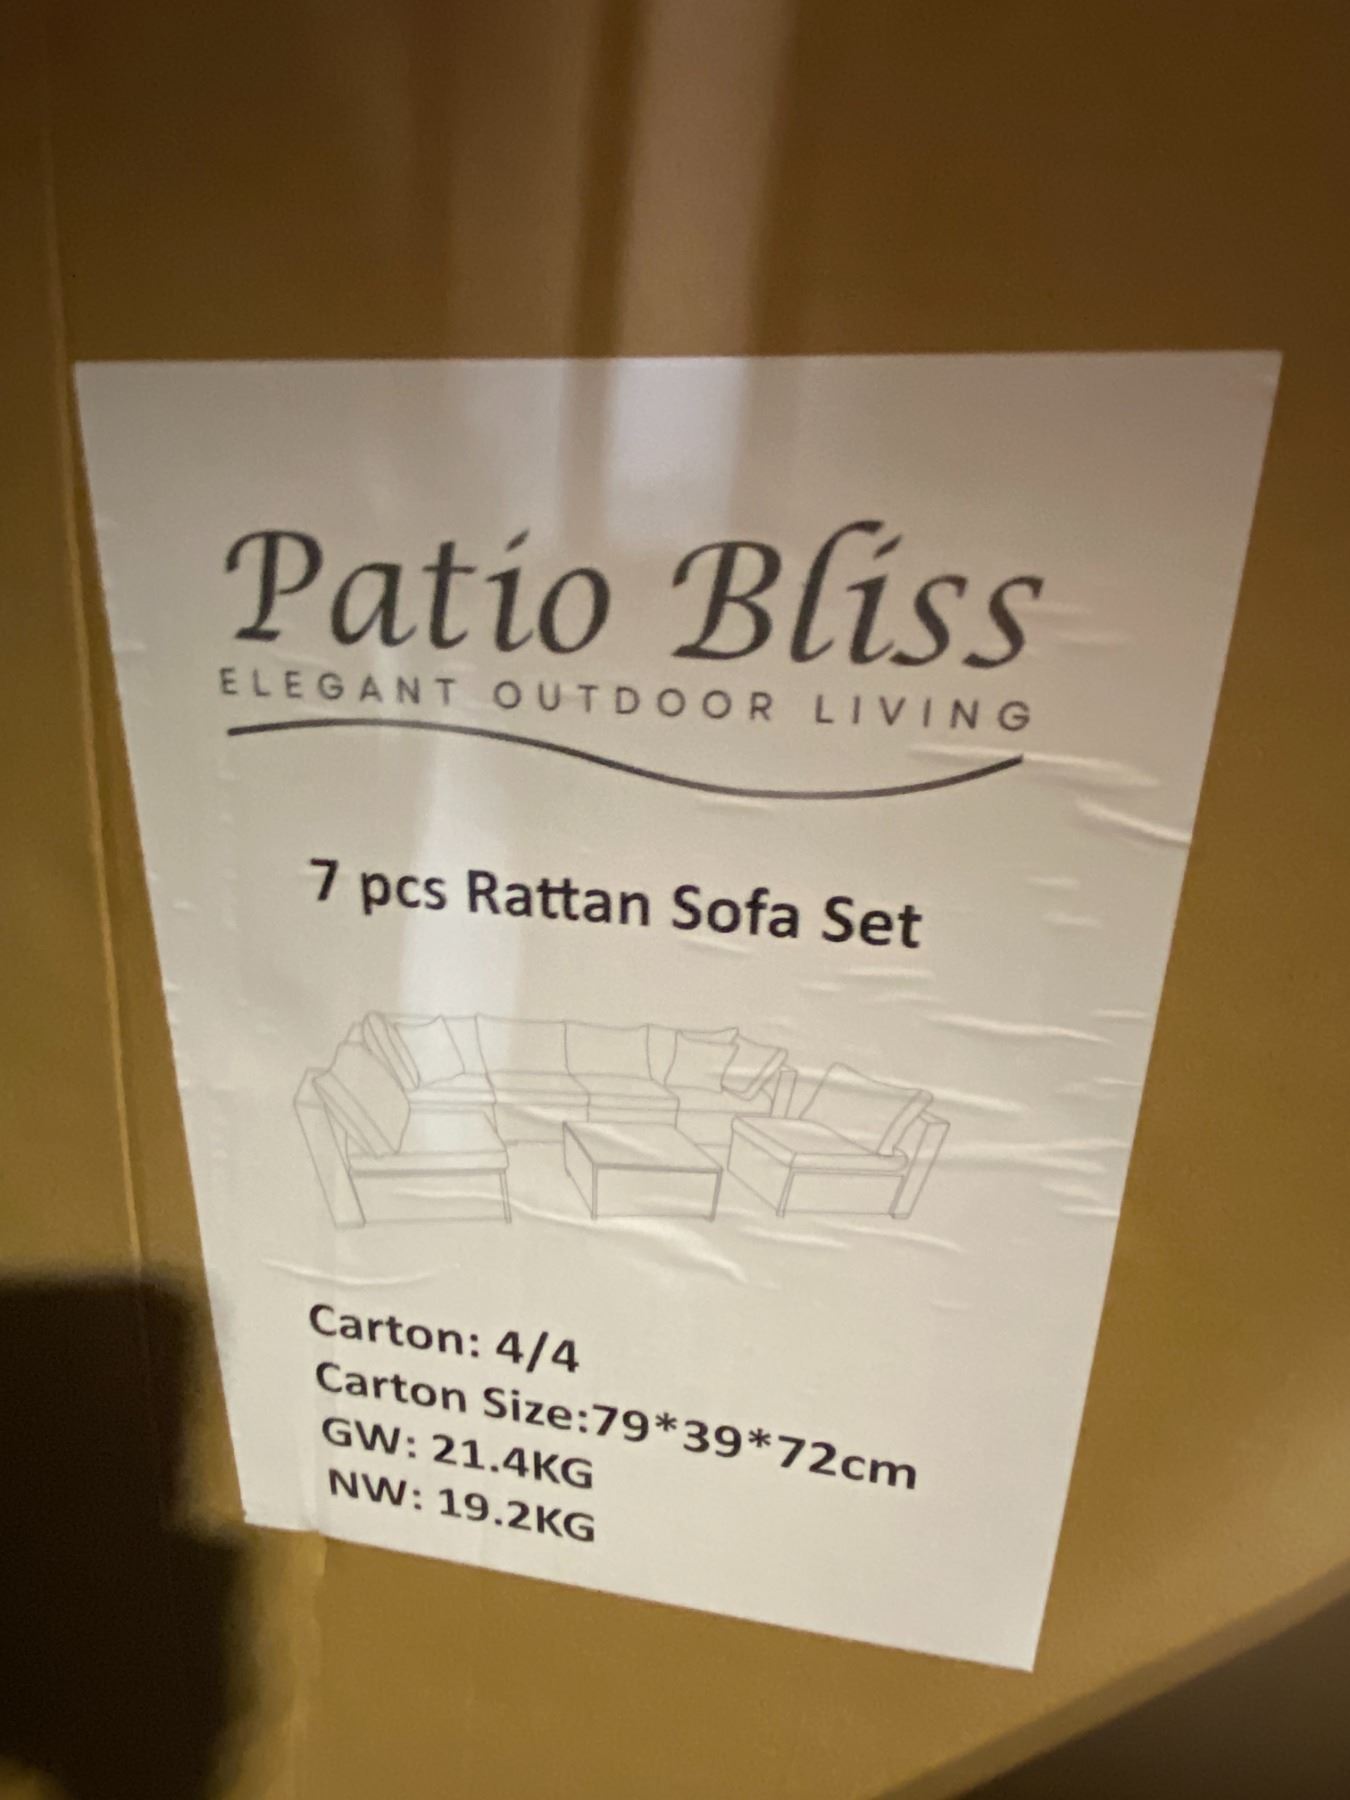 Patio Bliss
ELEGANT OUTDOOR LIVING
7 pcs Rattan Sofa Set
Carton: 4/4
Carton Size:79*39*72cm
GW: 21.4KG
NW: 19.2KG